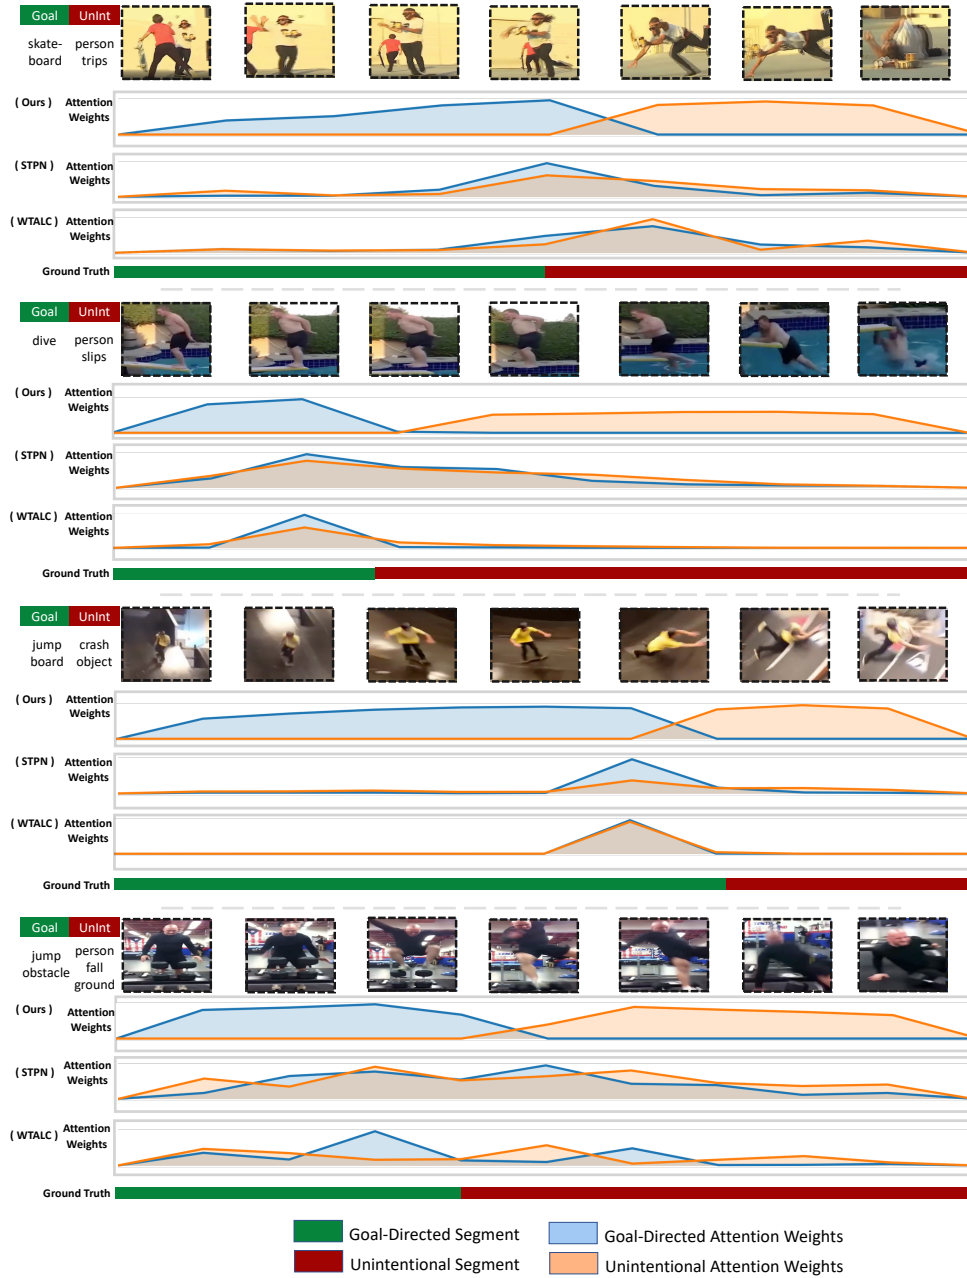 Goal UnInt
skate- person
board trips
( Ours ) Attention
Weights
( STPN ) Attention
Weights
( WTALC ) Attention
Weights
Ground Truth
Goal UnInt
dive person
slips
( Ours ) Attention
Weights
( STPN ) Attention
Weights
( WTALC ) Attention
Weights
Ground Truth
Goal UnInt
jump crash
board object
( Ours ) Attention
Weights
( STPN ) Attention
Weights
( WTALC ) Attention
Weights
Ground Truth
Goal UnInt
jump person
obstacle fall
ground
( Ours ) Attention
Weights
( STPN ) Attention
Weights
( WTALC ) Attention
Weights
Ground Truth
Goal-Directed Segment Goal-Directed Attention Weights
Unintentional Segment Unintentional Attention Weights